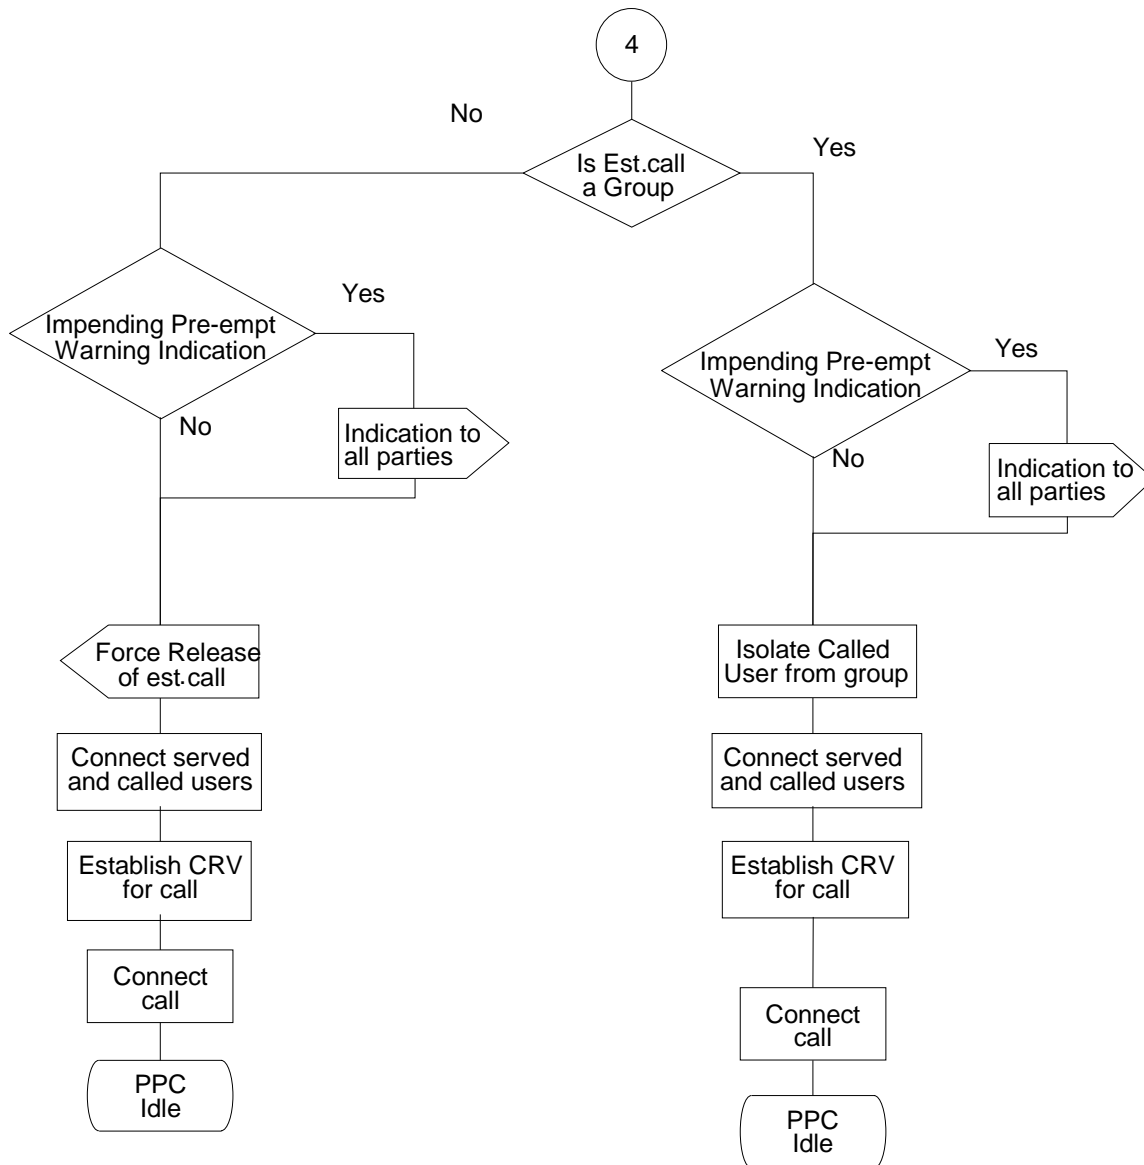 4
No
Yes
Is Est.call
a Group
Yes
Impending Pre-empt
Warning Indication
No
Indication to
all parties
Yes
Impending Pre-empt
Warning Indication
No
Indication to
all parties
Force Release
of est.call
Connect served
and called users
Establish CRV
for call
Connect
call
PPC
Idle
Isolate Called
User from group
Connect served
and called users
Establish CRV
for call
Connect
call
PPC
Idle